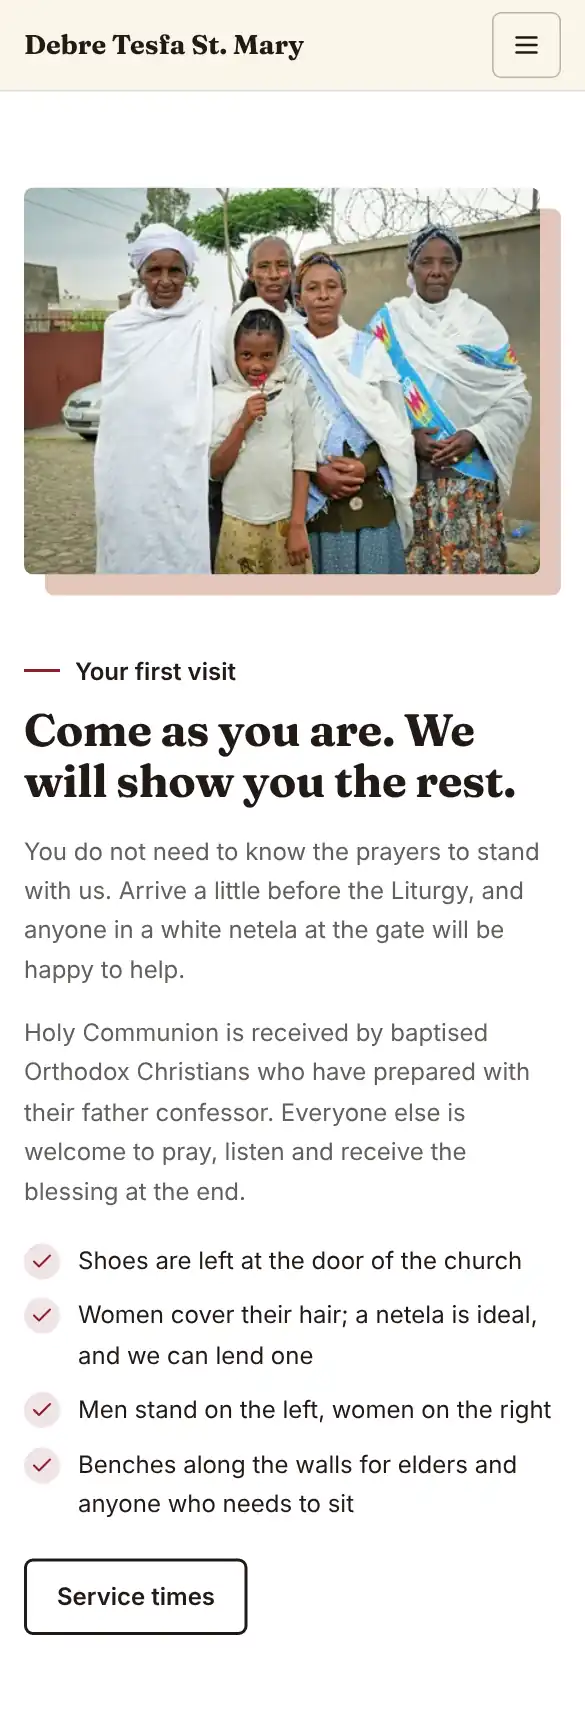 Debre Tesfa St. Mary
Your first visit
Come as you are. We
will show you the rest.
You do not need to know the prayers to stand
with us. Arrive a little before the Liturgy, and
anyone in a white netela at the gate will be
happy to help.
Holy Communion is received by baptised
Orthodox Christians who have prepared with
their father confessor. Everyone else is
welcome to pray, listen and receive the
blessing at the end.
Shoes are left at the door of the church
Women cover their hair; a netela is ideal,
and we can lend one
Men stand on the left, women on the right
Benches along the walls for elders and
anyone who needs to sit
Service times